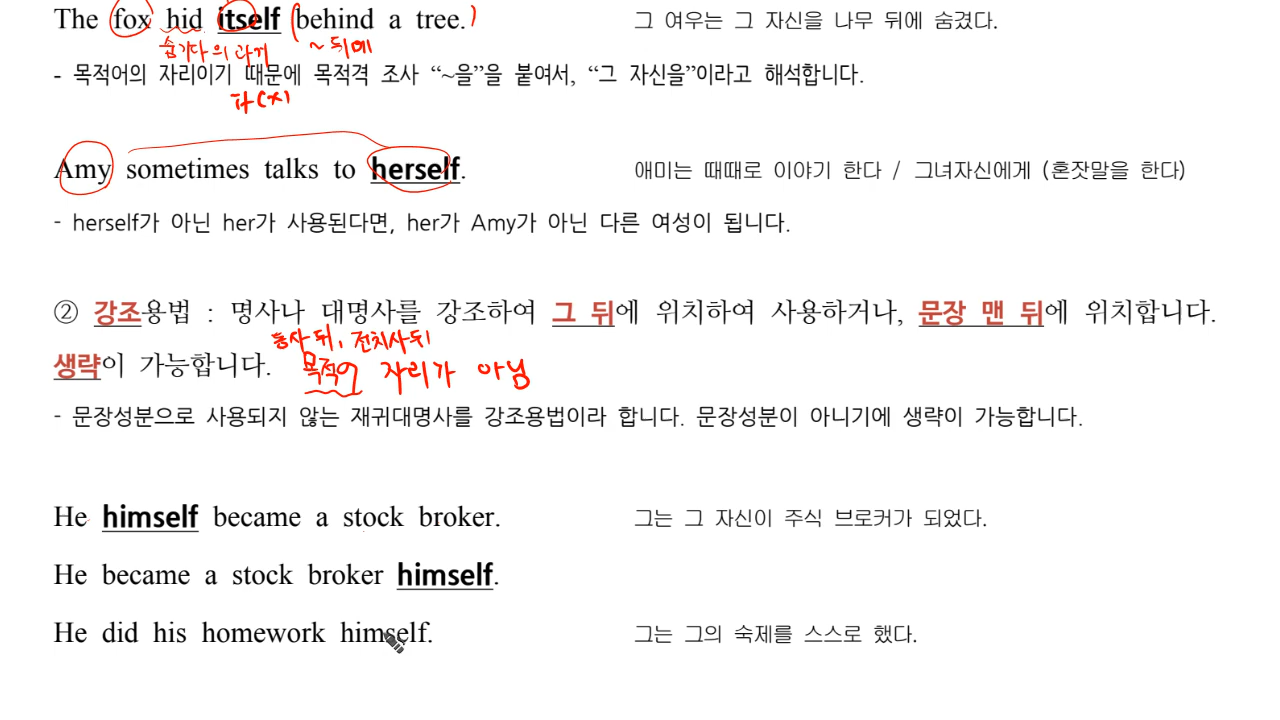 The fox hid itself (behind a tree.) 그 여우는 그 자신을 나무 뒤에 숨겼다.
숨기다의 과거 ~뒤에
- 목적어의 자리이기 때문에 목적격 조사 “~을”을 붙여서, “그 자신을”이라고 해석합니다.
파(X)
Amy sometimes talks to herself. 애미는 때때로 이야기 한다 / 그녀자신에게 (혼잣말을 한다)
- herself가 아닌 her가 사용된다면, her가 Amy가 아닌 다른 여성이 됩니다.
② 강조용법 : 명사나 대명사를 강조하여 그 뒤에 위치하여 사용하거나, 문장 맨 뒤에 위치합니다.
동사 뒤, 전치사 뒤
생략이 가능합니다. 목적어 자리가 아님
- 문장성분으로 사용되지 않는 재귀대명사를 강조용법이라 합니다. 문장성분이 아니기에 생략이 가능합니다.
He himself became a stock broker. 그는 그 자신이 주식 브로커가 되었다.
He became a stock broker himself.
He did his homework himself. 그는 그의 숙제를 스스로 했다.